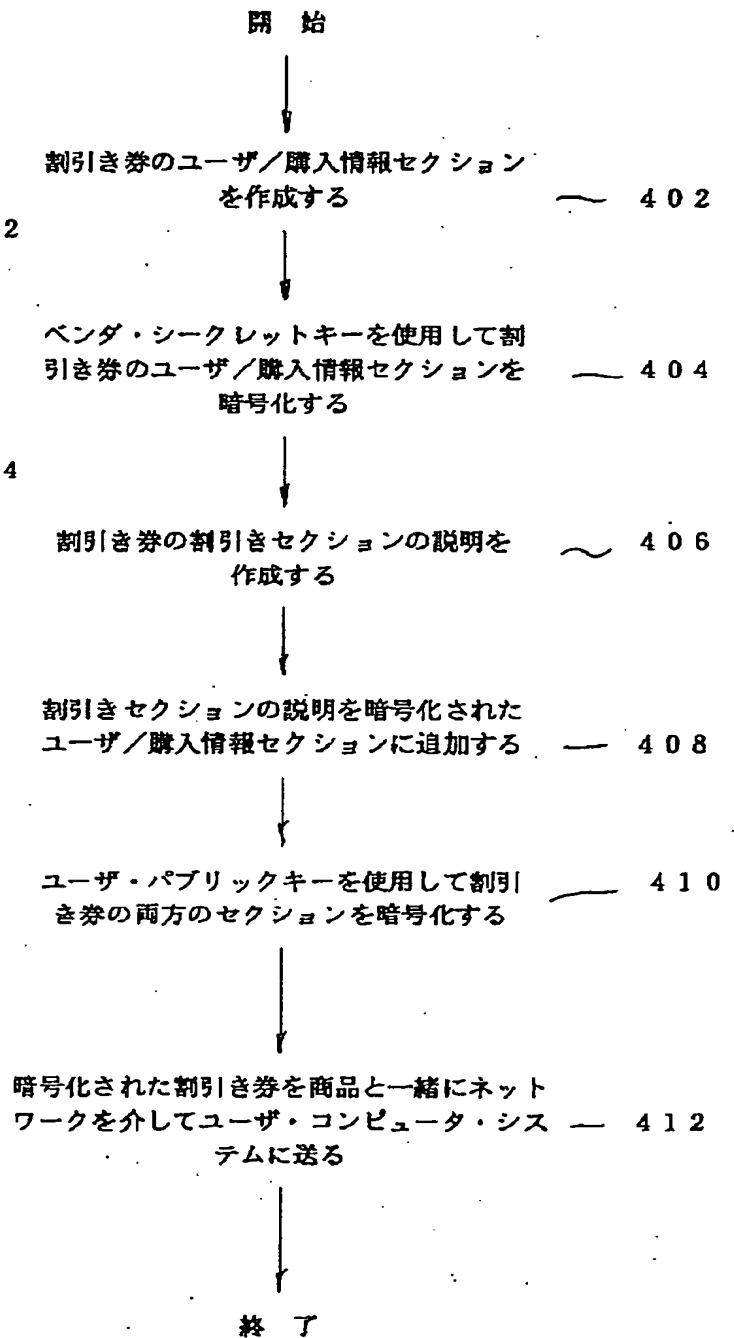 開 始
割引き券のユーザ／購入情報セクション
を作成する 402
2
ベンダ・シークレットキーを使用して割
引き券のユーザ／購入情報セクションを 404
暗号化する
4
割引き券の割引きセクションの説明を 406
作成する
割引きセクションの説明を暗号化された
ユーザ／購入情報セクションに追加する 408
ユーザ・パブリックキーを使用して割引 410
き券の両方のセクションを暗号化する
暗号化された割引き券を商品と一緒にネット
ワークを介してユーザ・コンピュータ・シス 412
テムに送る
終 了